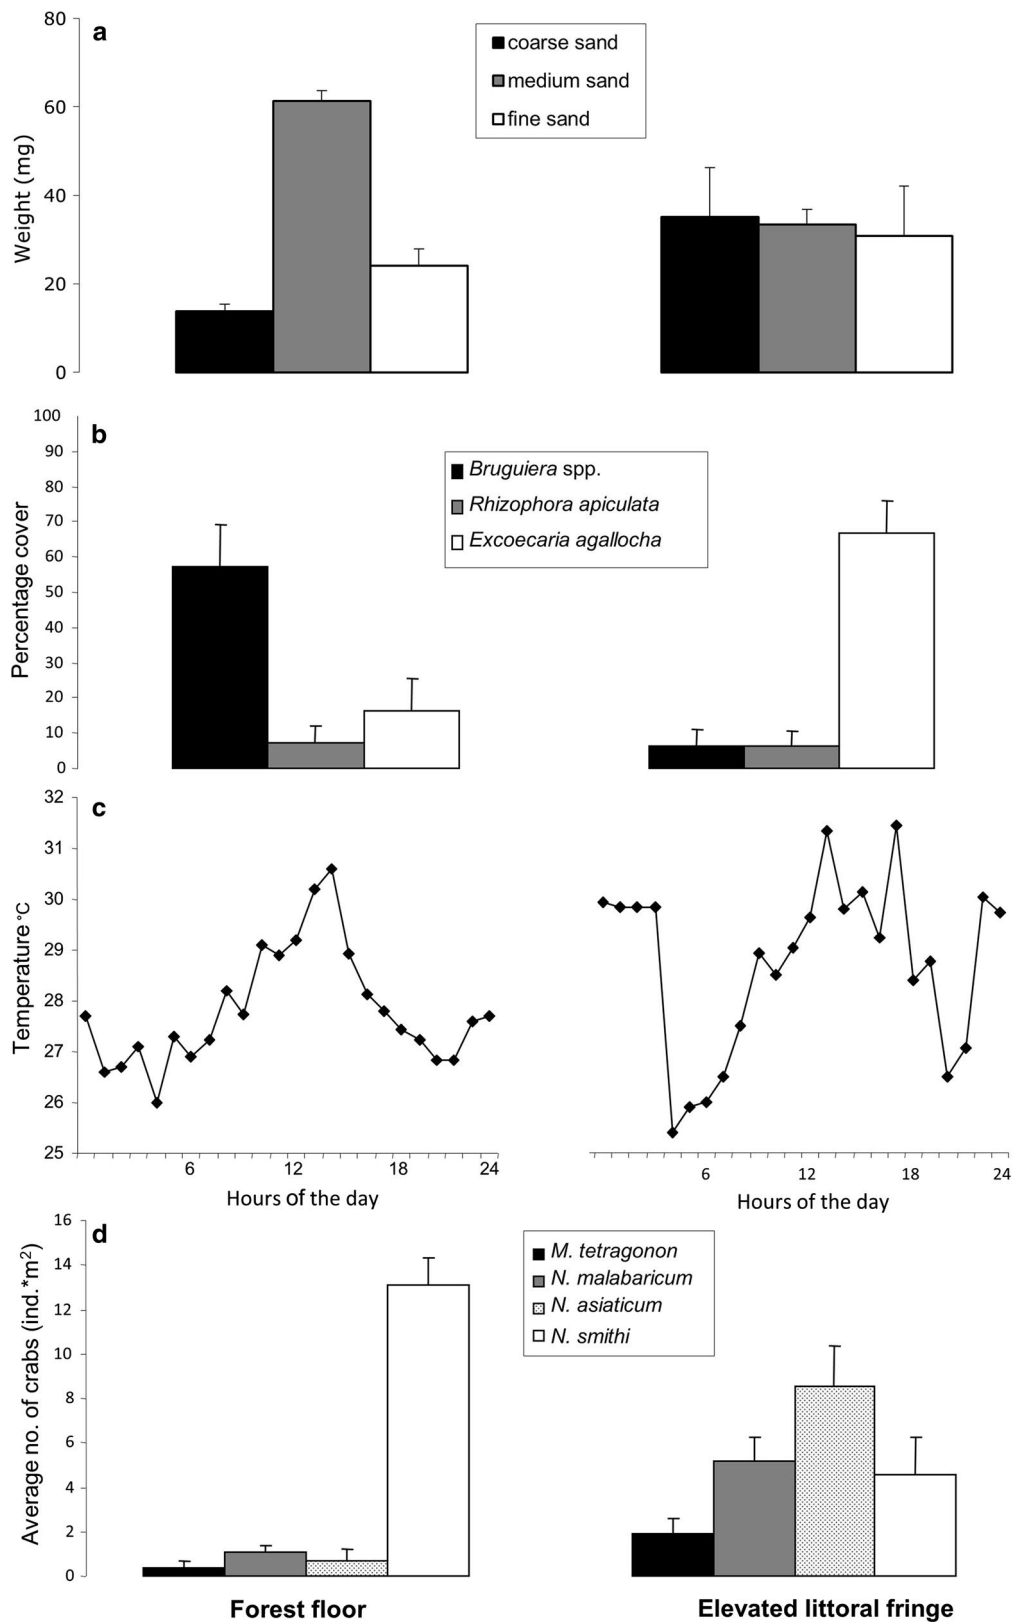 a
80
60
40
20
0
Weight (mg)
coarse sand
medium sand
fine sand
b
100
90
80
70
60
50
40
30
20
10
0
Percentage cover
Bruguiera spp.
Rhizophora apiculata
Excoecaria agallocha
c
32
31
30
29
28
27
26
25
Temperature °C
6 12 18 24
Hours of the day
6 12 18 24
Hours of the day
d
16
14
12
10
8
6
4
2
0
Average no. of crabs (ind.*m2)
M. tetragonon
N. malabaricum
N. asiaticum
N. smithi
Forest floor
Elevated littoral fringe